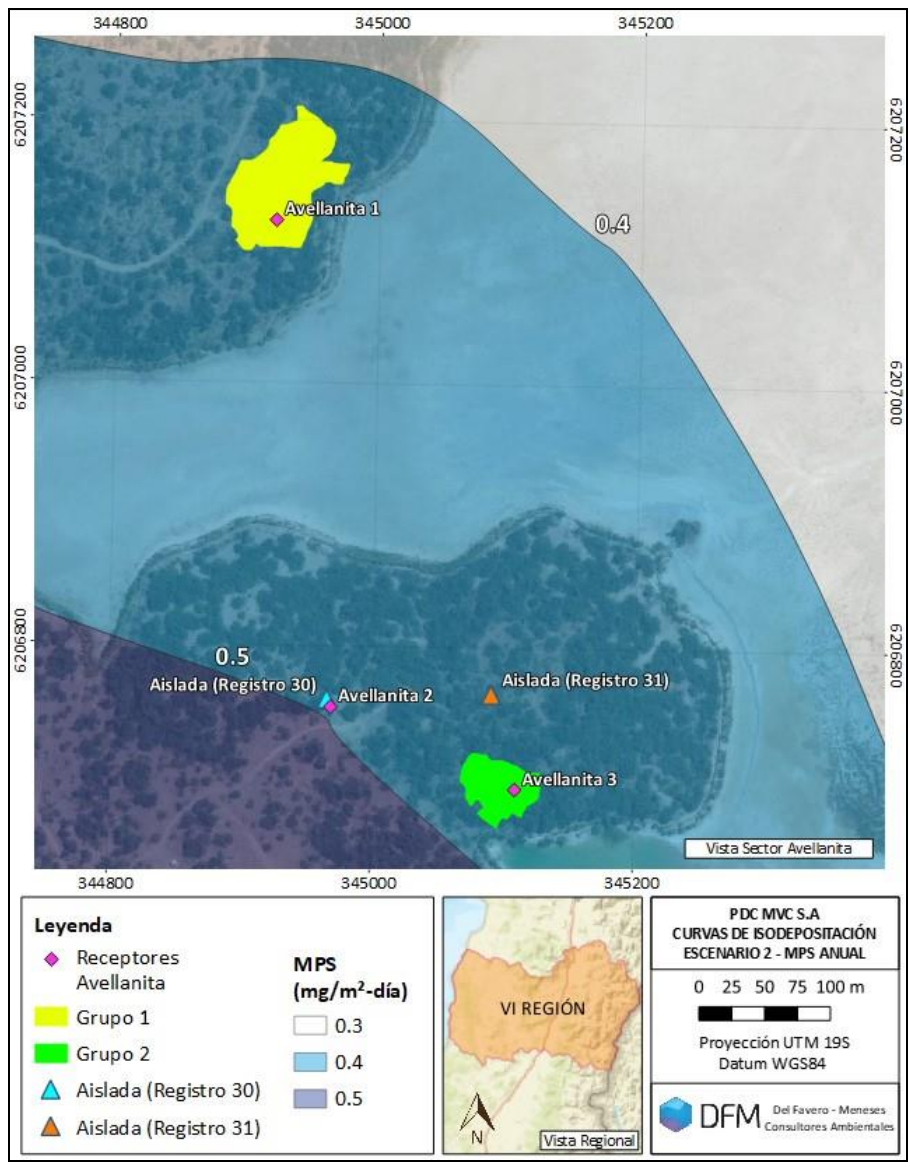 344800 345000 345200
6207200 6207200
Avellanita 1
0.4
6207000 6207000
6206800 6206800
0.5
Aislada (Registro 30)
Avellanita 2
Aislada (Registro 31)
Avellanita 3
Vista Sector Avellanita
344800 345000 345200
Leyenda
Receptores
Avellanita
Grupo 1
Grupo 2
Aislada (Registro 30)
Aislada (Registro 31)
MPS
(mg/m²-día)
0.3
0.4
0.5
VI REGIÓN
N
Vista Regional
PDC MVC S.A
CURVAS DE ISODEPOSITACIÓN
ESCENARIO 2 - MPS ANUAL
0 25 50 75 100 m
Proyección UTM 19S
Datum WGS84
DFM
Del Favero - Meneses
Consultores Ambientales